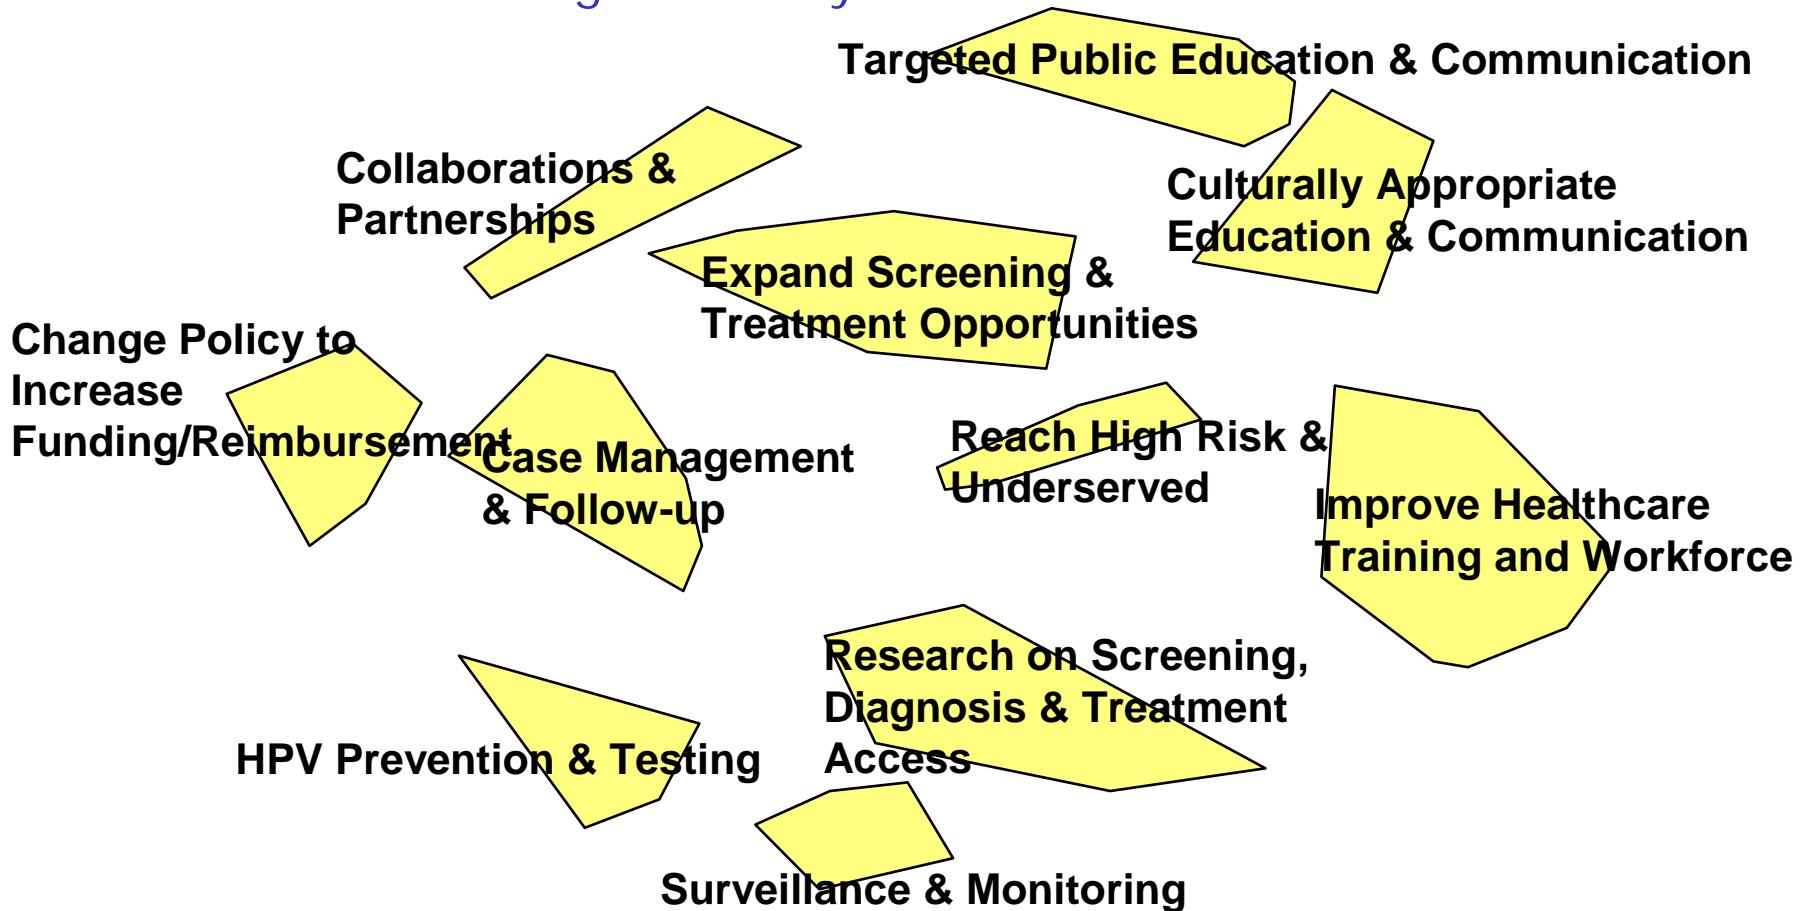 Targeted Public Education & Communication
Collaborations &
Partnerships
Culturally Appropriate
Education & Communication
Expand Screening &
Treatment Opportunities
Change Policy to
Increase
Funding/Reimbursement
Case Management
& Follow-up
Reach High Risk &
Underserved
Improve Healthcare
Training and Workforce
Research on Screening,
Diagnosis & Treatment
Access
HPV Prevention & Testing
Surveillance & Monitoring